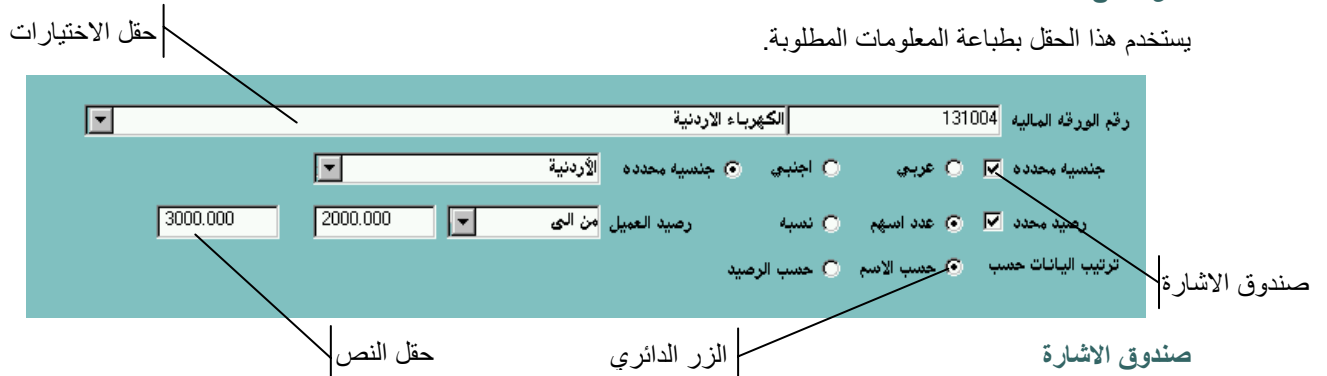 يستخدم هذا الحقل بطباعة المعلومات المطلوبة.
حقل الاختيارات
رقم الورقه الماليه 131004 الكهرباء الاردنية
جنسيه محدده عربي اجنبي جنسيه محدده الأردنية
رصيد محدد عدد اسهم نسبه رصيد العميل من الى 2000.000 3000.000
ترتيب البيانات حسب حسب الاسم حسب الرصيد
صندوق الاشارة
الزر الدائري
حقل النص
صندوق الاشارة